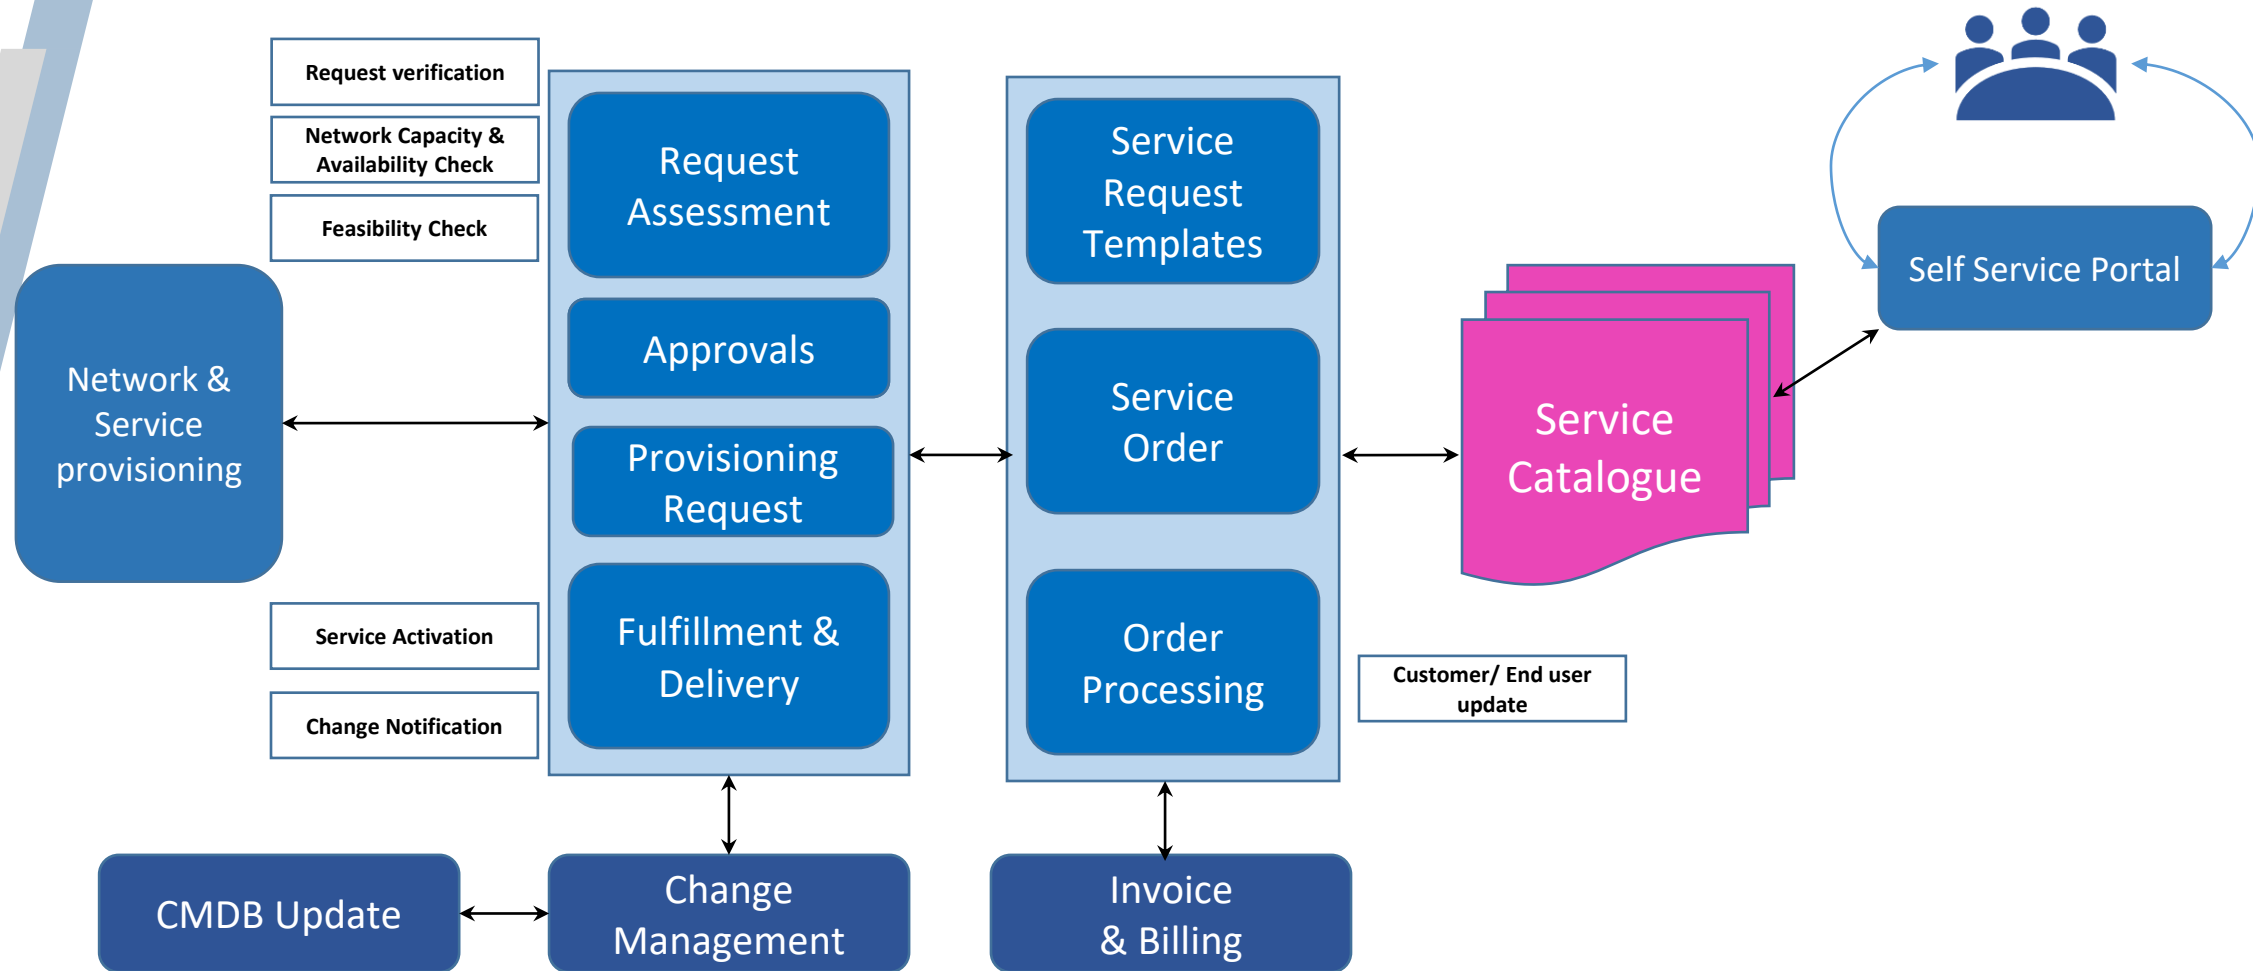 Request verification
Network Capacity &
Availability Check
Feasibility Check
Network &
Service
provisioning
Service Activation
Change Notification
Request
Assessment
Approvals
Provisioning
Request
Fulfillment &
Delivery
Service
Request
Templates
Service
Order
Order
Processing
Service
Catalogue
Self Service Portal
Customer/ End user
update
CMDB Update
Change
Management
Invoice
& Billing